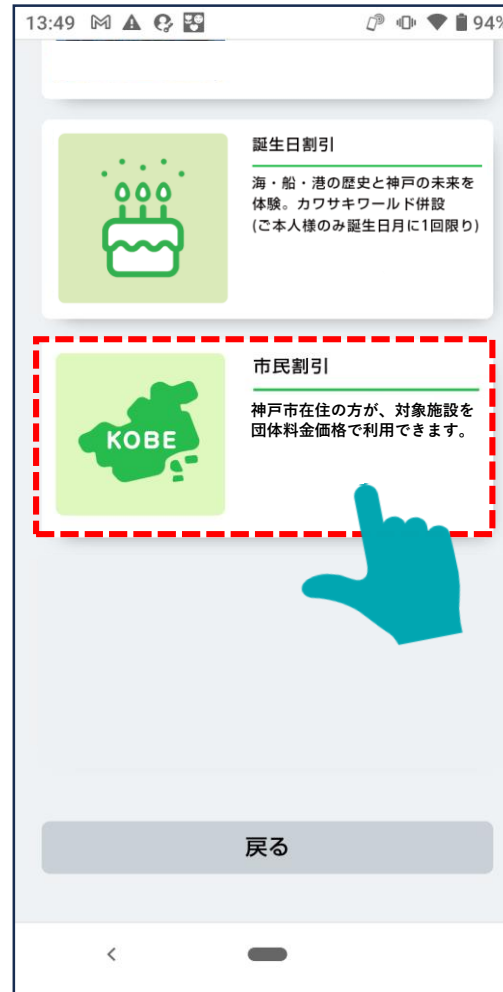 13:49 94%
誕生日割引
海・船・港の歴史と神戸の未来を
体験。カワサキワールド併設
(ご本人様のみ誕生日月に1回限り)
市民割引
KOBE
神戸市在住の方が、対象施設を
団体料金価格で利用できます。
戻る